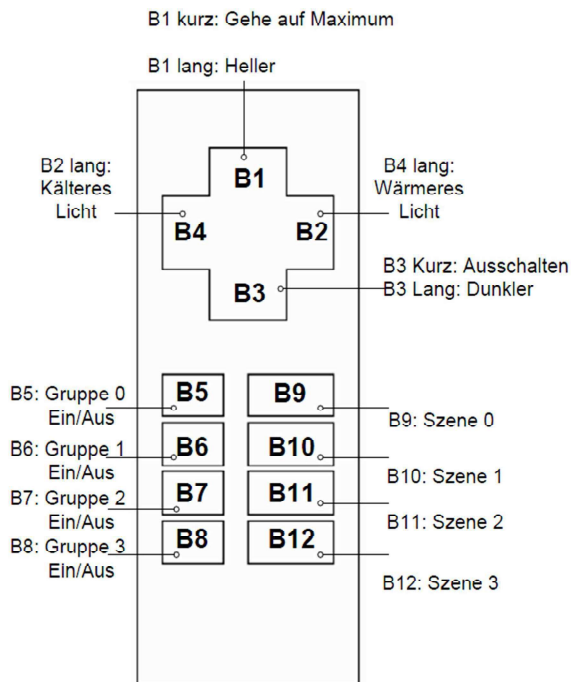 B1 kurz: Gehe auf Maximum
B1 lang: Heller
B2 lang:
Kälteres
Licht
B4 lang:
Wärmeres
Licht
B1
B4
B2
B3
B3 Kurz: Ausschalten
B3 Lang: Dunkler
B5: Gruppe 0
Ein/Aus
B5
B9
B9: Szene 0
B6: Gruppe 1
Ein/Aus
B6
B10
B10: Szene 1
B7: Gruppe 2
Ein/Aus
B7
B11
B11: Szene 2
B8: Gruppe 3
Ein/Aus
B8
B12
B12: Szene 3